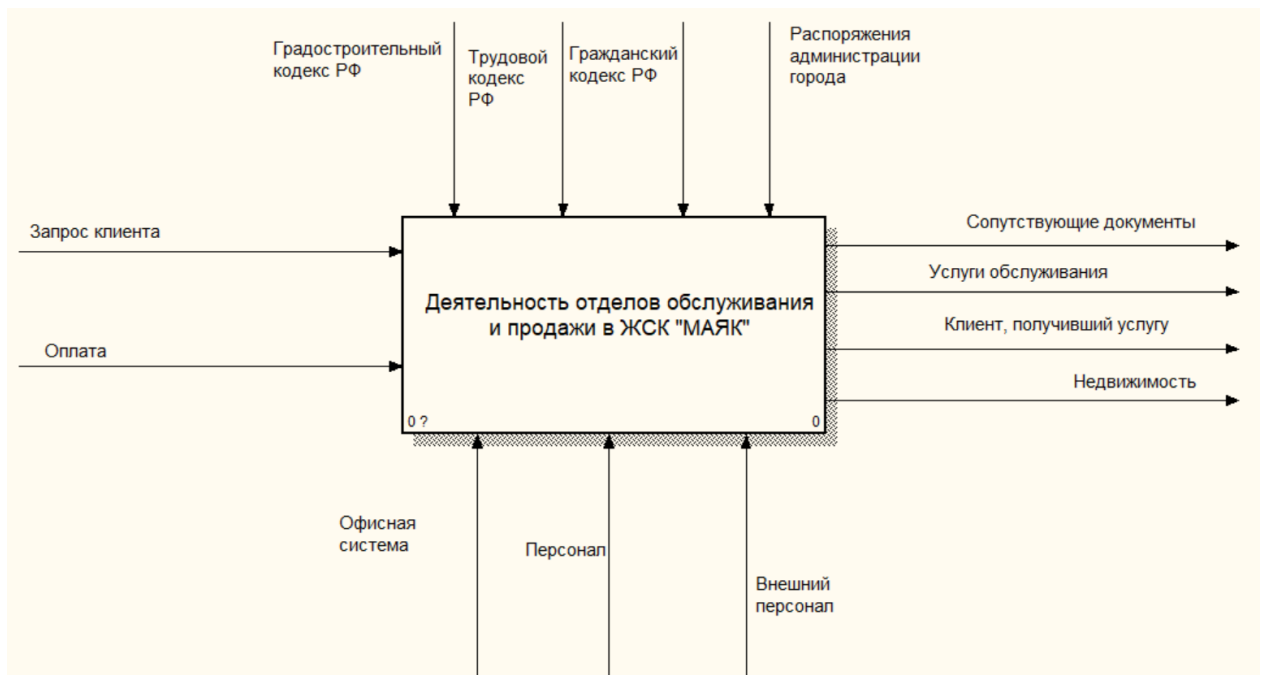 Градостроительный
кодекс РФ
Трудовой
кодекс
РФ
Гражданский
кодекс РФ
Распоряжения
администрации
города
Запрос клиента
Оплата
Деятельность отделов обслуживания
и продажи в ЖСК "МАЯК"
0 ?
0
Сопутствующие документы
Услуги обслуживания
Клиент, получивший услугу
Недвижимость
Офисная
система
Персонал
Внешний
персонал